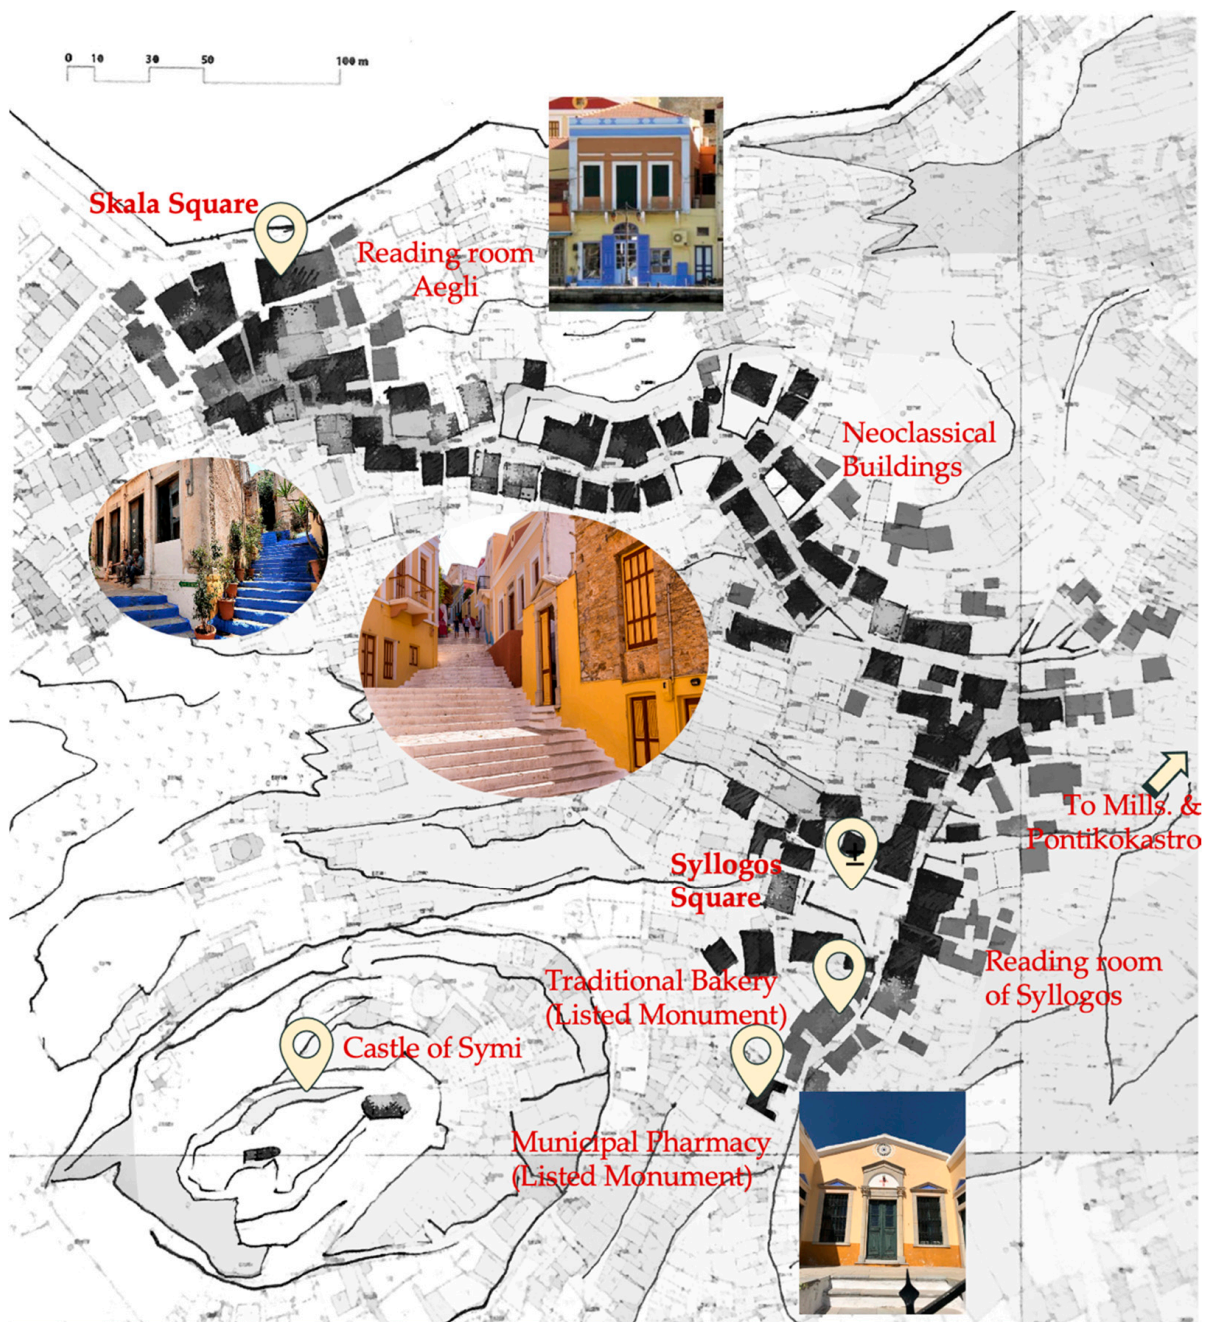 0 10 30 50 100 m
Skala Square
Reading room
Aegli
Neoclassical
Buildings
To Mills. &
Pontikokastro
Syllogos
Square
Reading room
of Syllogos
Traditional Bakery
(Listed Monument)
Castle of Symi
Municipal Pharmacy
(Listed Monument)